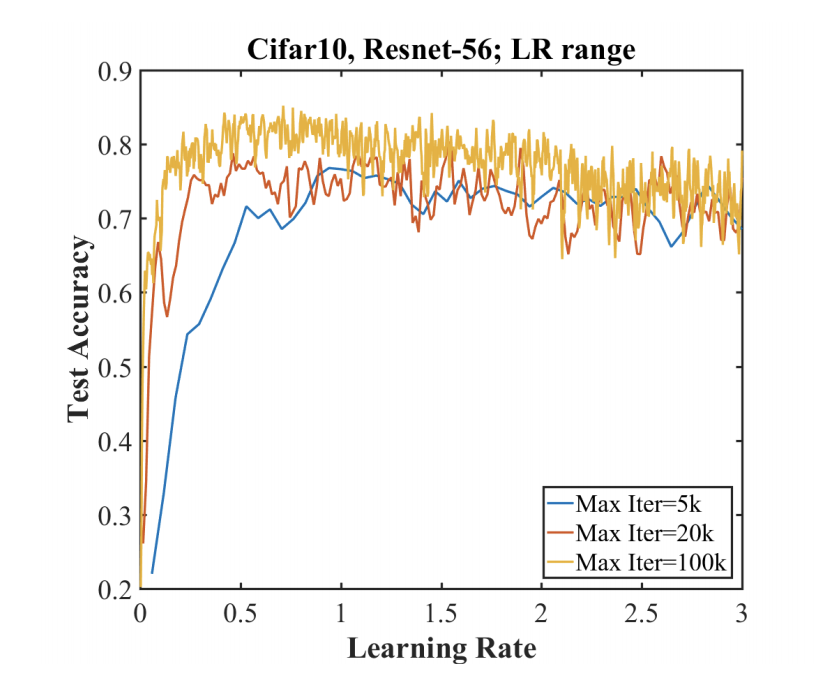 Cifar10, Resnet-56; LR range
0.9
0.8
0.7
0.6
0.5
0.4
0.3
0.2
Test Accuracy
Max Iter=5k
Max Iter=20k
Max Iter=100k
0 0.5 1 1.5 2 2.5 3
Learning Rate